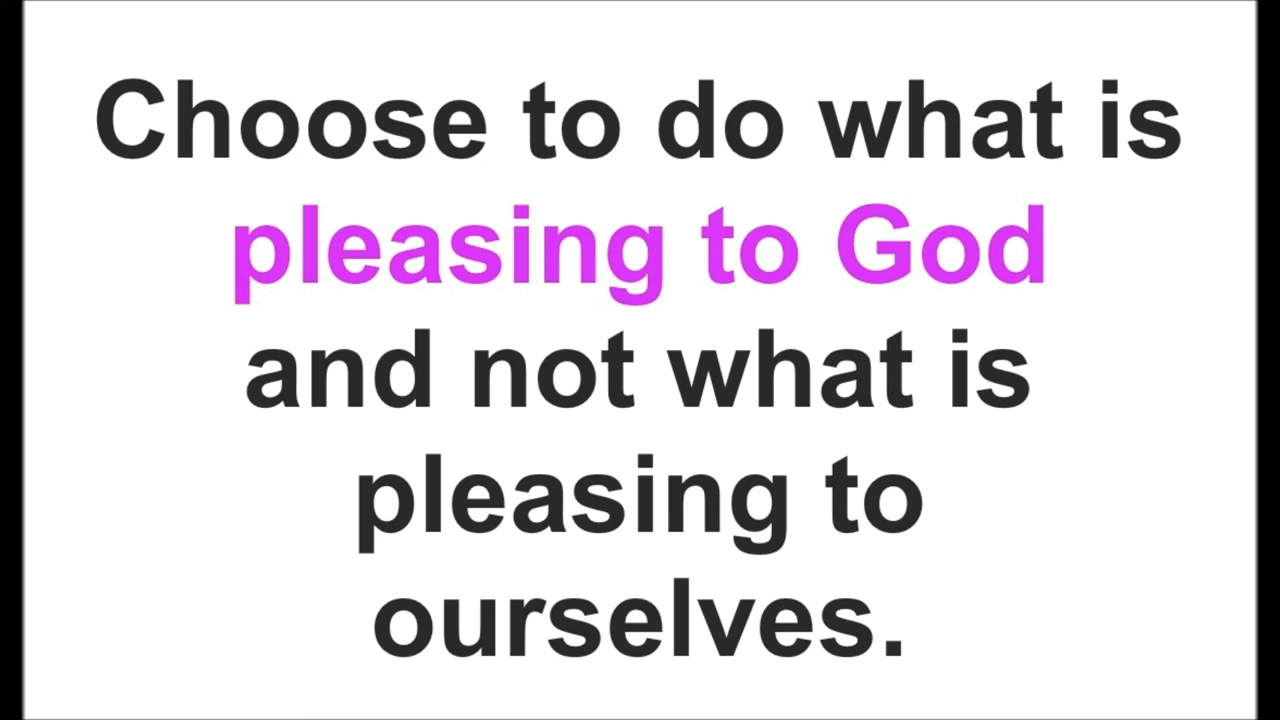 Choose to do what is
pleasing to God
and not what is
pleasing to
ourselves.